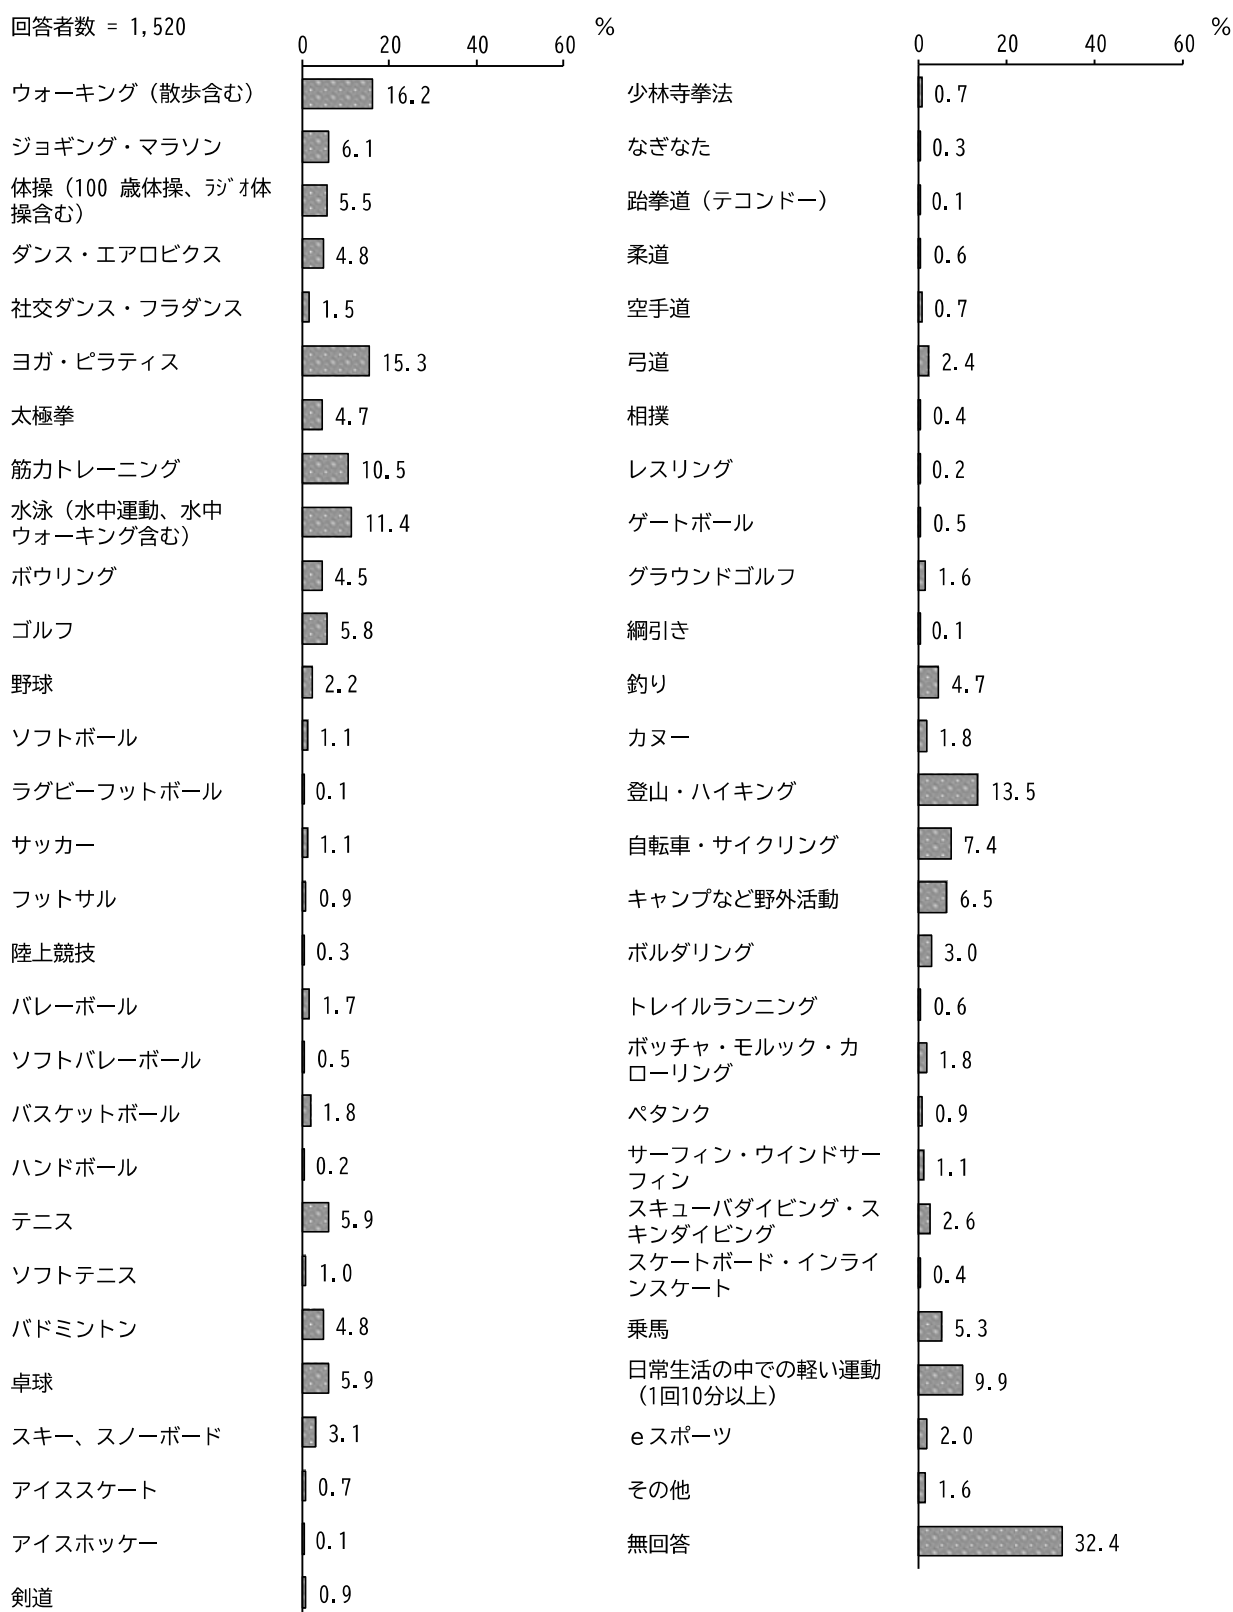 回答者数 = 1,520
%
0 20 40 60
ウォーキング（散歩含む） 16.2
ジョギング・マラソン 6.1
体操（100 歳体操、ﾗｼﾞｵ体
操含む） 5.5
ダンス・エアロビクス 4.8
社交ダンス・フラダンス 1.5
ヨガ・ピラティス 15.3
太極拳 4.7
筋力トレーニング 10.5
水泳（水中運動、水中
ウォーキング含む） 11.4
ボウリング 4.5
ゴルフ 5.8
野球 2.2
ソフトボール 1.1
ラグビーフットボール 0.1
サッカー 1.1
フットサル 0.9
陸上競技 0.3
バレーボール 1.7
ソフトバレーボール 0.5
バスケットボール 1.8
ハンドボール 0.2
テニス 5.9
ソフトテニス 1.0
バドミントン 4.8
卓球 5.9
スキー、スノーボード 3.1
アイススケート 0.7
アイスホッケー 0.1
剣道 0.9
%
0 20 40 60
少林寺拳法 0.7
なぎなた 0.3
跆拳道（テコンドー） 0.1
柔道 0.6
空手道 0.7
弓道 2.4
相撲 0.4
レスリング 0.2
ゲートボール 0.5
グラウンドゴルフ 1.6
綱引き 0.1
釣り 4.7
カヌー 1.8
登山・ハイキング 13.5
自転車・サイクリング 7.4
キャンプなど野外活動 6.5
ボルダリング 3.0
トレイルランニング 0.6
ボッチャ・モルック・カ
ローリング 1.8
ペタンク 0.9
サーフィン・ウインドサー
フィン 1.1
スキューバダイビング・ス
キンダイビング 2.6
スケートボード・インライ
ンスケート 0.4
乗馬 5.3
日常生活の中での軽い運動
（1回10分以上） 9.9
ｅスポーツ 2.0
その他 1.6
無回答 32.4